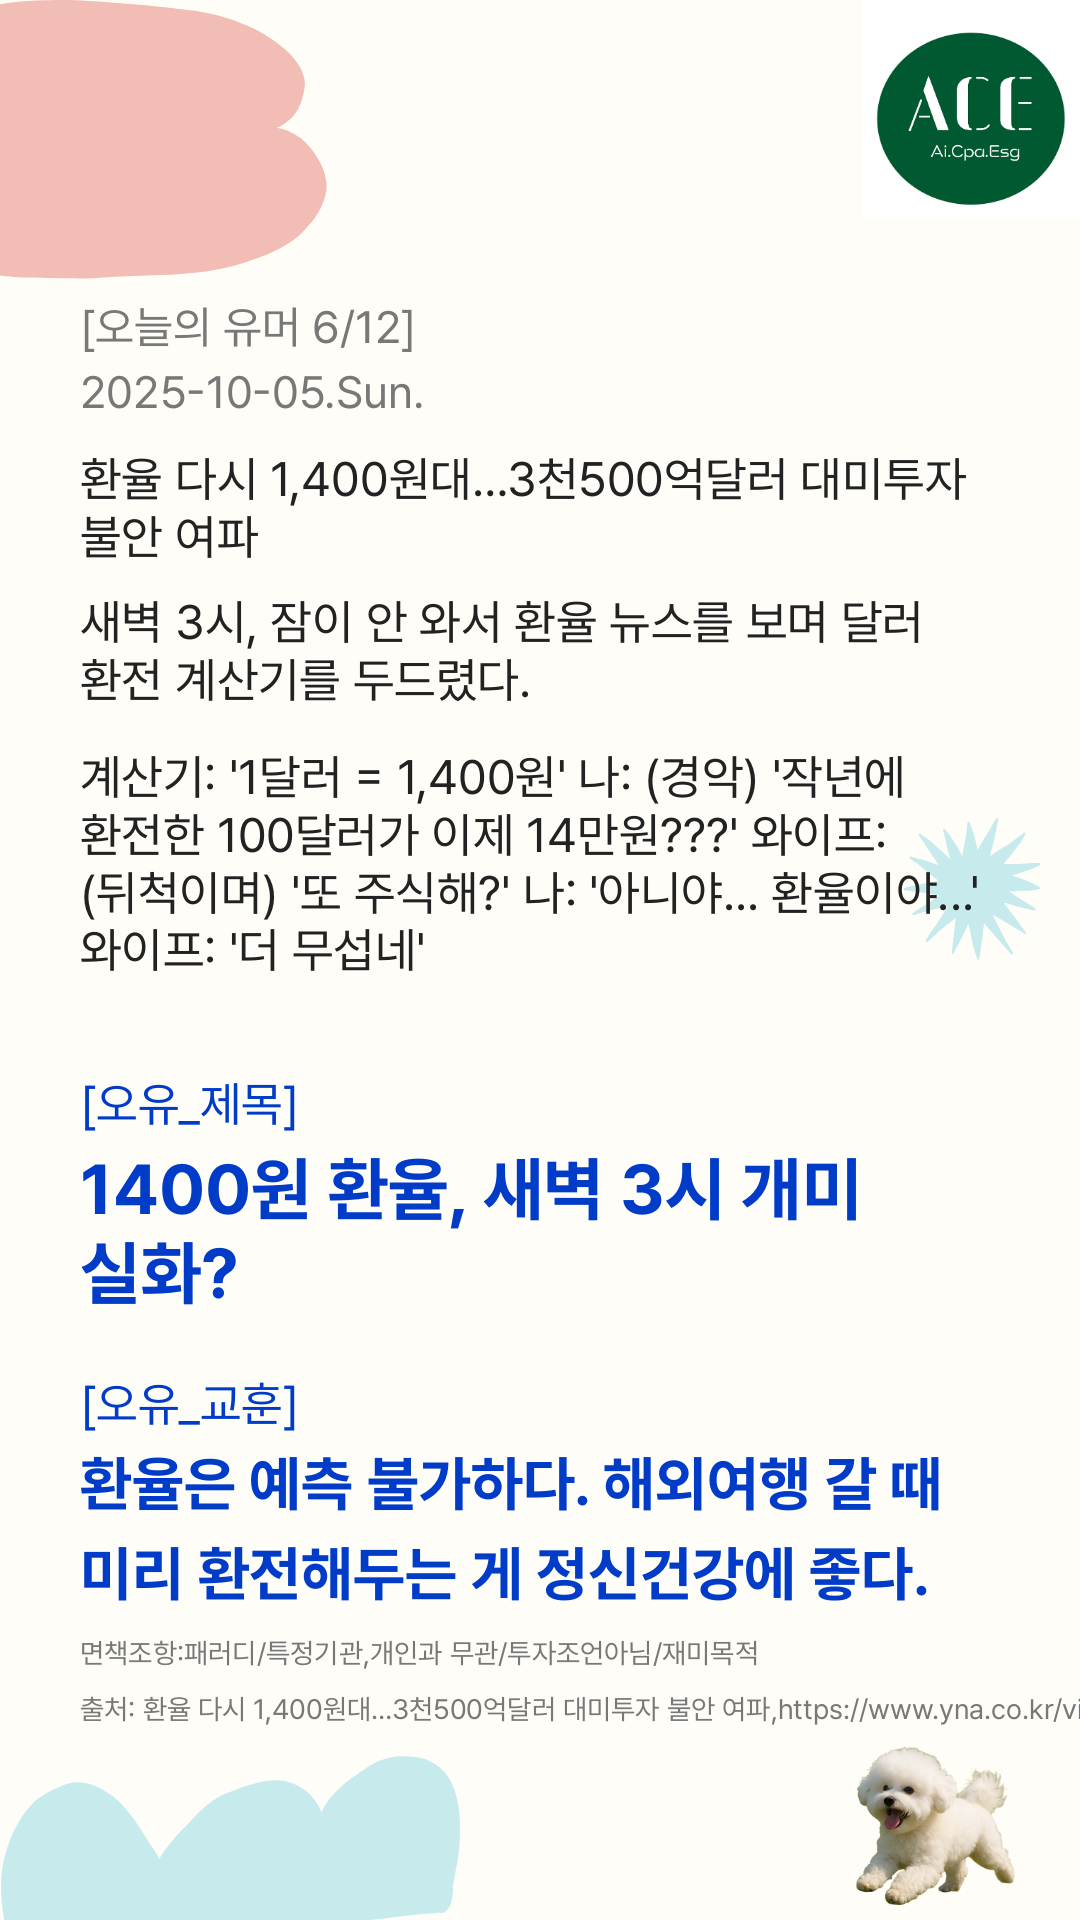 ACE
Ai.Cpa.Esg
[오늘의 유머 6/12]
2025-10-05.Sun.
환율 다시 1,400원대...3천500억달러 대미투자
불안 여파
새벽 3시, 잠이 안 와서 환율 뉴스를 보며 달러
환전 계산기를 두드렸다.
계산기: '1달러 = 1,400원' 나: (경악) '작년에
환전한 100달러가 이제 14만원???' 와이프:
(뒤척이며) '또 주식해?' 나: '아니야... 환율이야...'
와이프: '더 무섭네'
[오유_제목]
1400원 환율, 새벽 3시 개미
실화?
[오유_교훈]
환율은 예측 불가하다. 해외여행 갈 때
미리 환전해두는 게 정신건강에 좋다.
면책조항:패러디/특정기관,개인과 무관/투자조언아님/재미목적
출처: 환율 다시 1,400원대...3천500억달러 대미투자 불안 여파,https://www.yna.co.kr/vi